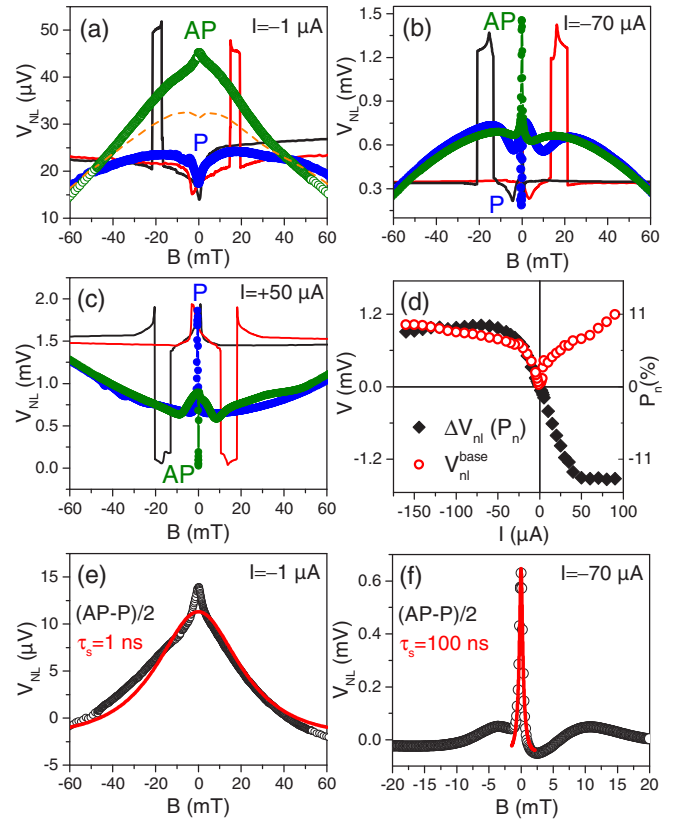 (a) AP I=−1 μA
P
V_NL (μV)
50
40
30
20
10
-60 -40 -20 0 20 40 60
B (mT)
(b) AP I=−70 μA
P
V_NL (mV)
1.5
1.2
0.9
0.6
0.3
-60 -40 -20 0 20 40 60
B (mT)
(c) P I=+50 μA
AP
V_NL (mV)
2.0
1.5
1.0
0.5
0.0
-60 -40 -20 0 20 40 60
B (mT)
(d)
V (mV)
1.2
0.0
-1.2
P_n(%)
11
0
-11
ΔV_nl (P_n)
V_nl^base
-150 -100 -50 0 50 100
I (μA)
(e) I=−1 μA
(AP-P)/2
τ_s=1 ns
V_NL (μV)
15
10
5
0
-5
-60 -40 -20 0 20 40 60
B (mT)
(f) I=−70 μA
(AP-P)/2
τ_s=100 ns
V_NL (mV)
0.6
0.4
0.2
0.0
-20 -15 -10 -5 0 5 10 15 20
B (mT)